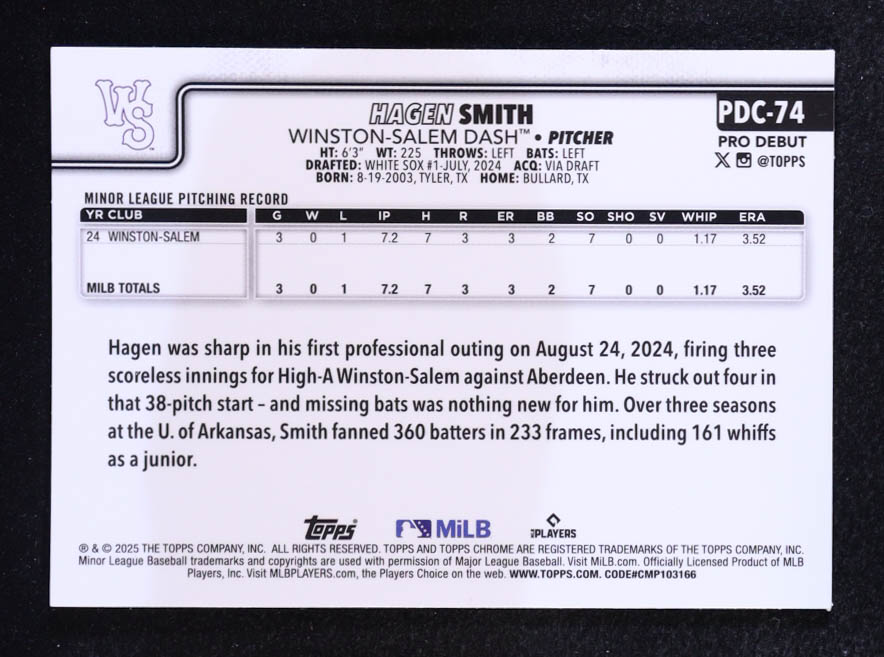 WS
HAGEN SMITH
PDC-74
WINSTON-SALEM DASH™ • PITCHER
PRO DEBUT
HT: 6'3" WT: 225 THROWS: LEFT BATS: LEFT
@TOPPS
DRAFTED: WHITE SOX #1-JULY, 2024 ACQ: VIA DRAFT
BORN: 8-19-2003, TYLER, TX HOME: BULLARD, TX
MINOR LEAGUE PITCHING RECORD
YR CLUB G W L IP H R ER BB SO SHO SV WHIP ERA
24 WINSTON-SALEM 3 0 1 7.2 7 3 3 2 7 0 0 1.17 3.52
MILB TOTALS 3 0 1 7.2 7 3 3 2 7 0 0 1.17 3.52
Hagen was sharp in his first professional outing on August 24, 2024, firing three
scoreless innings for High-A Winston-Salem against Aberdeen. He struck out four in
that 38-pitch start – and missing bats was nothing new for him. Over three seasons
at the U. of Arkansas, Smith fanned 360 batters in 233 frames, including 161 whiffs
as a junior.
Topps MiLB MLB PLAYERS
® & © 2025 THE TOPPS COMPANY, INC. ALL RIGHTS RESERVED. TOPPS AND TOPPS CHROME ARE REGISTERED TRADEMARKS OF THE TOPPS COMPANY, INC.
Minor League Baseball trademarks and copyrights are used with permission of Major League Baseball. Visit MiLB.com. Officially Licensed Product of MLB
Players, Inc. Visit MLBPLAYERS.com, the Players Choice on the web. WWW.TOPPS.COM. CODE#CMP103166